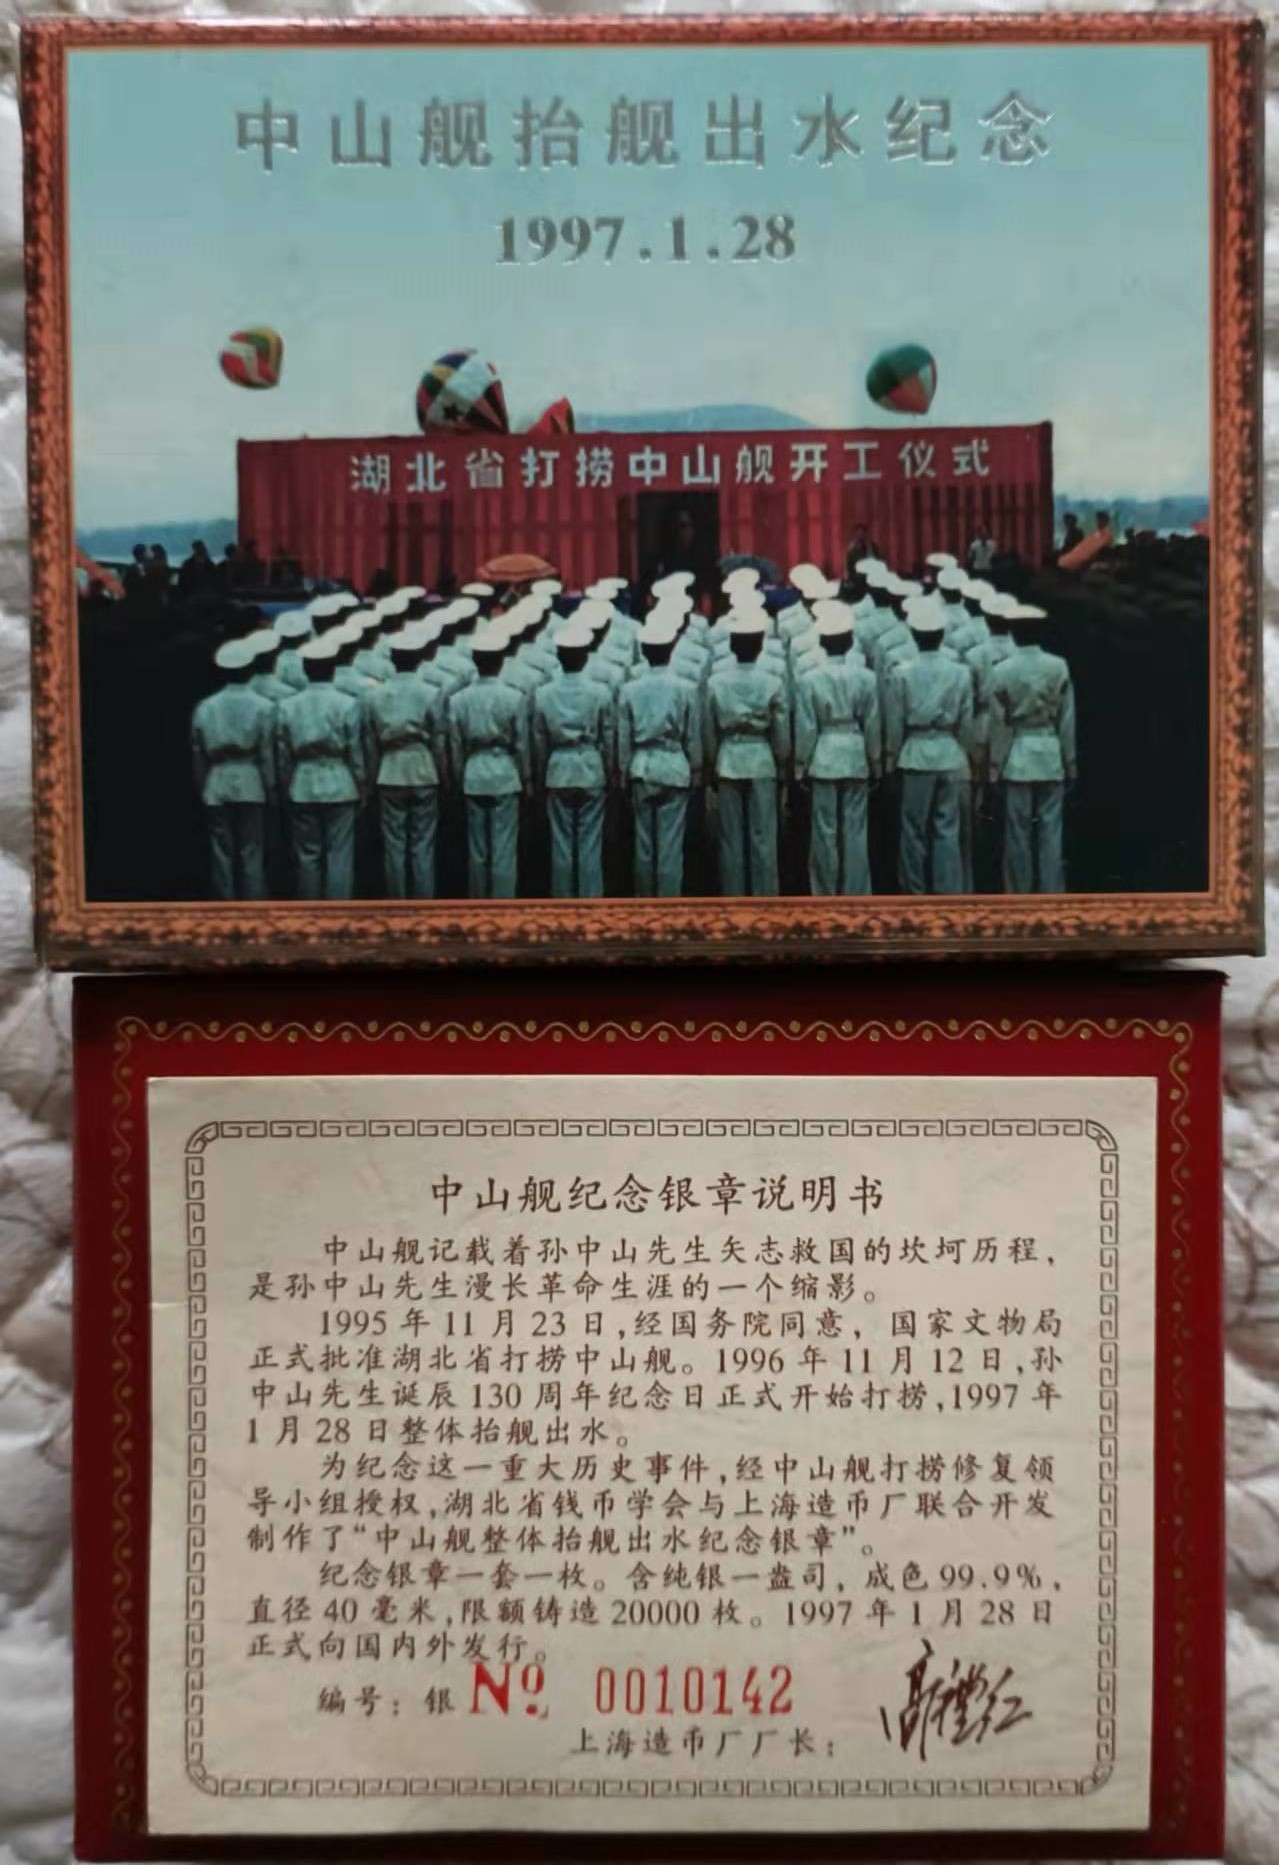 中山舰抬舰出水纪念
1997.1.28
湖北省打捞中山舰开工仪式
中山舰纪念银章说明书
中山舰记载着孙中山先生矢志救国的坎坷历程，
是孙中山先生漫长革命生涯的一个缩影。
1995年11月23日，经国务院同意，国家文物局
正式批准湖北省打捞中山舰。1996年11月12日，孙
中山先生诞辰130周年纪念日正式开始打捞，1997年
1月28日整体抬舰出水。
为纪念这一重大历史事件，经中山舰打捞修复领
导小组授权，湖北省钱币学会与上海造币厂联合开发
制作了“中山舰整体抬舰出水纪念银章”。
纪念银章一套一枚。含纯银一盎司，成色99.9%，
直径40毫米，限额铸造20000枚。1997年1月28日
正式向国内外发行。
编号：银 № 0010142
上海造币厂厂长：